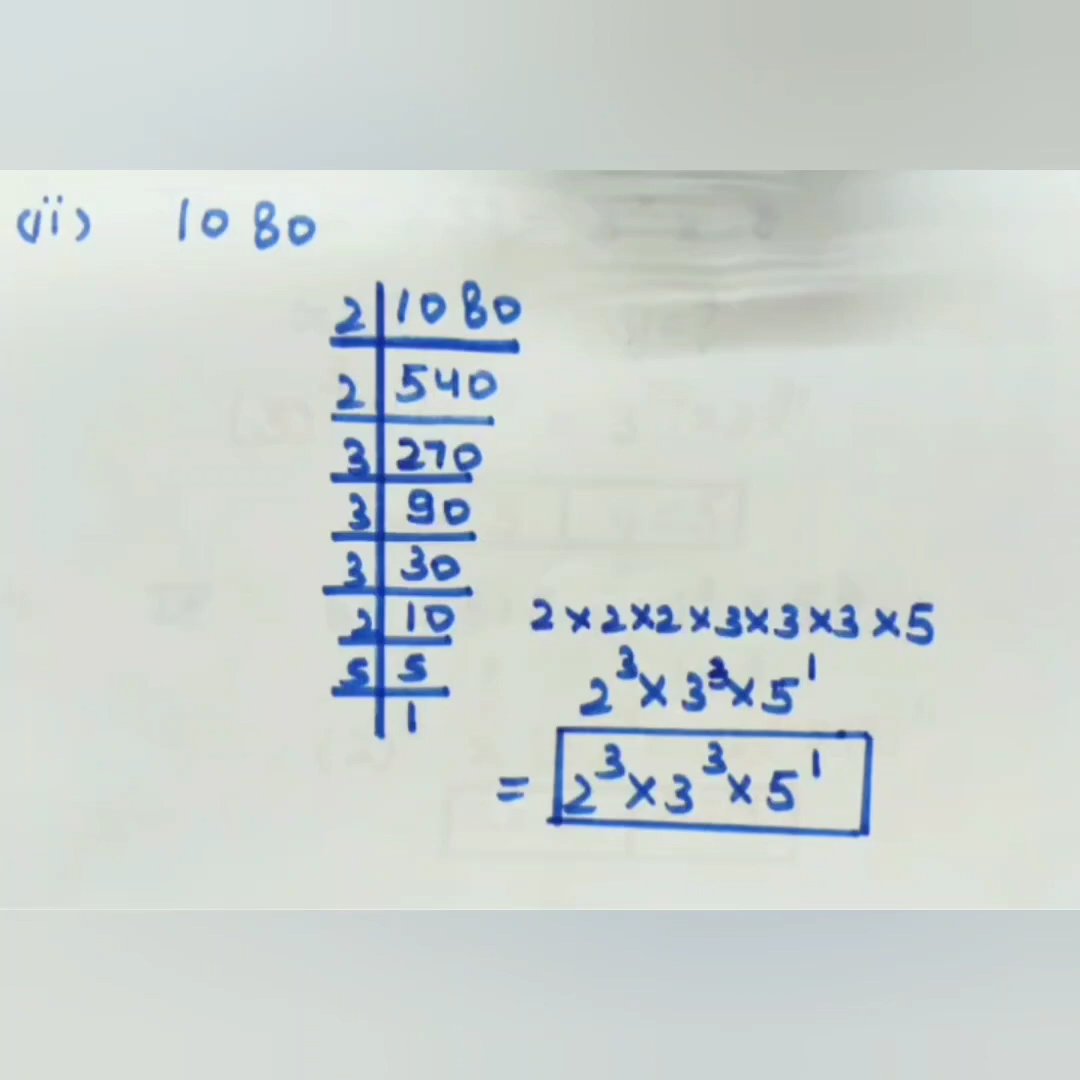 (ii) 1080
2 | 1080
2 | 540
3 | 270
3 | 90
3 | 30
2 | 10
5 | 5
1
2×2×2×3×3×3×5
2³×3³×5¹
= 2³×3³×5¹